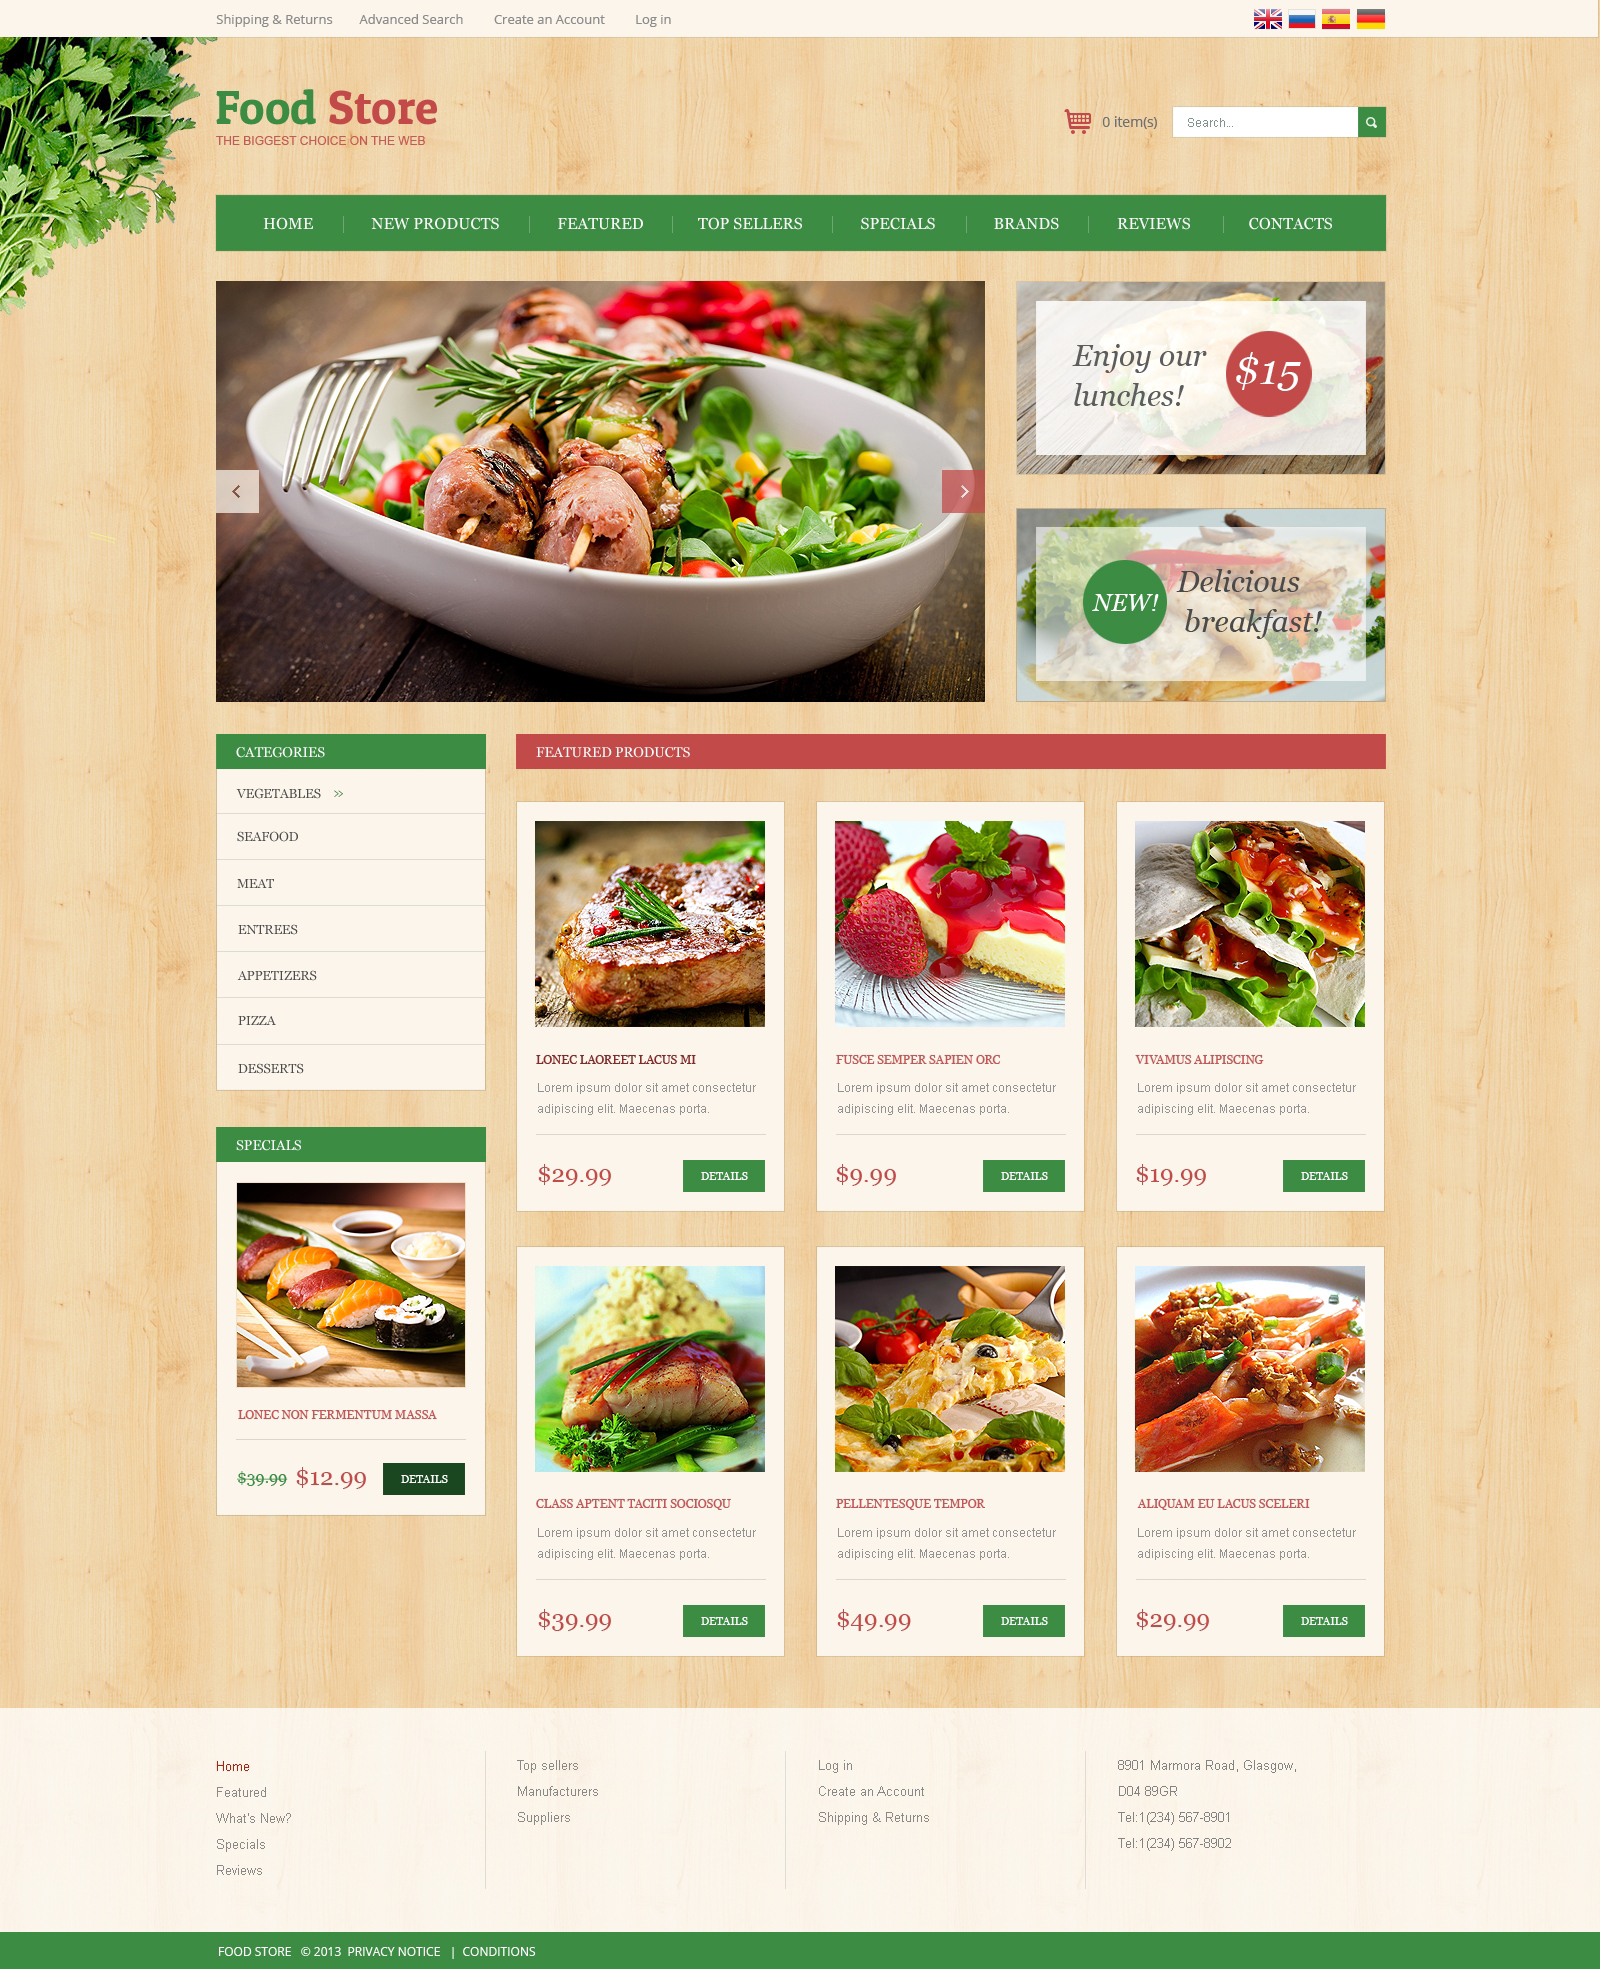 Shipping & Returns Advanced Search Create an Account Log in
Food Store
THE BIGGEST CHOICE ON THE WEB
0 item(s)
Search...
HOME NEW PRODUCTS FEATURED TOP SELLERS SPECIALS BRANDS REVIEWS CONTACTS
Enjoy our
lunches!
$15
NEW!
Delicious
breakfast!
CATEGORIES
VEGETABLES »
SEAFOOD
MEAT
ENTREES
APPETIZERS
PIZZA
DESSERTS
SPECIALS
LONEC NON FERMENTUM MASSA
$39.99 $12.99 DETAILS
FEATURED PRODUCTS
LONEC LAOREET LACUS MI
Lorem ipsum dolor sit amet consectetur
adipiscing elit. Maecenas porta.
$29.99 DETAILS
FUSCE SEMPER SAPIEN ORC
Lorem ipsum dolor sit amet consectetur
adipiscing elit. Maecenas porta.
$9.99 DETAILS
VIVAMUS ALIPISCING
Lorem ipsum dolor sit amet consectetur
adipiscing elit. Maecenas porta.
$19.99 DETAILS
CLASS APTENT TACITI SOCIOSQU
Lorem ipsum dolor sit amet consectetur
adipiscing elit. Maecenas porta.
$39.99 DETAILS
PELLENTESQUE TEMPOR
Lorem ipsum dolor sit amet consectetur
adipiscing elit. Maecenas porta.
$49.99 DETAILS
ALIQUAM EU LACUS SCELERI
Lorem ipsum dolor sit amet consectetur
adipiscing elit. Maecenas porta.
$29.99 DETAILS
Home
Featured
What's New?
Specials
Reviews
Top sellers
Manufacturers
Suppliers
Log in
Create an Account
Shipping & Returns
8901 Marmora Road, Glasgow,
D04 89GR
Tel:1(234) 567-8901
Tel:1(234) 567-8902
FOOD STORE © 2013 PRIVACY NOTICE | CONDITIONS